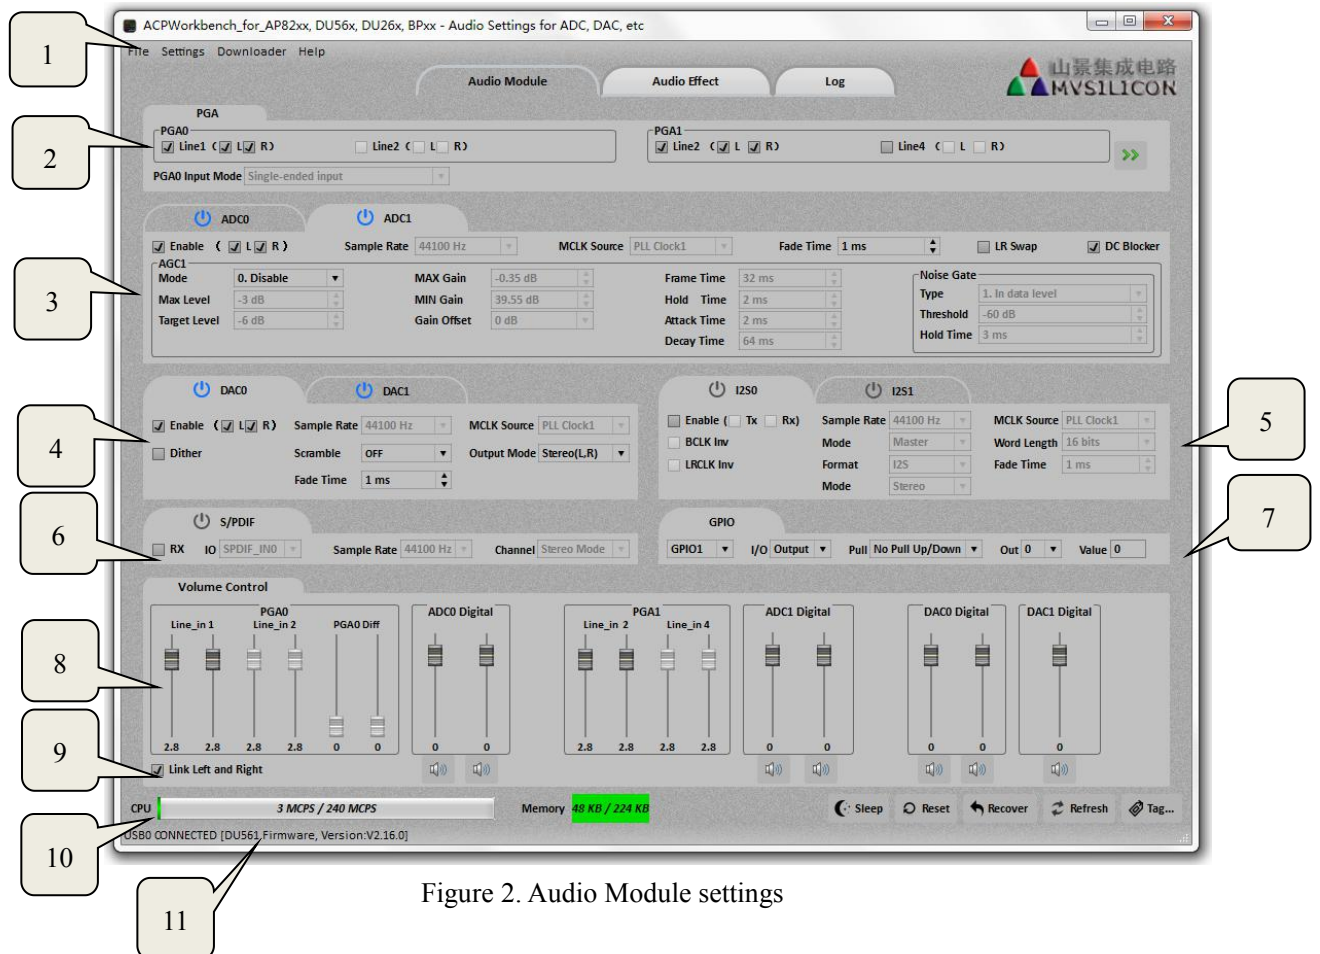 ACPWorkbench_for_AP82xx, DU56x, DU26x, BPxx - Audio Settings for ADC, DAC, etc
1
File Settings Downloader Help
Audio Module Audio Effect Log
山景集成电路
MVSILICON
PGA
2
PGA0 PGA1
Line1 ( L R ) Line2 ( L R ) Line2 ( L R ) Line4 ( L R )
>>
PGA0 Input Mode Single-ended input
ADC0 ADC1
3
Enable ( L R ) Sample Rate 44100 Hz MCLK Source PLL Clock1 Fade Time 1 ms LR Swap DC Blocker
AGC1
Mode 0. Disable MAX Gain -0.35 dB Frame Time 32 ms Noise Gate
Max Level -3 dB MIN Gain 39.55 dB Hold Time 2 ms Type 1. In data level
Target Level -6 dB Gain Offset 0 dB Attack Time 2 ms Threshold -60 dB
Decay Time 64 ms Hold Time 3 ms
DAC0 DAC1 I2S0 I2S1
4
5
Enable ( L R ) Sample Rate 44100 Hz MCLK Source PLL Clock1 Enable ( Tx Rx) Sample Rate 44100 Hz MCLK Source PLL Clock1
Dither Scramble OFF Output Mode Stereo(L,R) BCLK Inv Mode Master Word Length 16 bits
Fade Time 1 ms LRCLK Inv Format I2S Fade Time 1 ms
Mode Stereo
6
7
S/PDIF GPIO
RX IO SPDIF_IN0 Sample Rate 44100 Hz Channel Stereo Mode GPIO1 I/O Output Pull No Pull Up/Down Out 0 Value 0
Volume Control
8
PGA0 ADC0 Digital PGA1 ADC1 Digital DAC0 Digital DAC1 Digital
Line_in 1 Line_in 2 PGA0 Diff Line_in 2 Line_in 4
2.8 2.8 2.8 2.8 0 0 0 0 2.8 2.8 2.8 2.8 0 0 0 0 0
9
Link Left and Right
10
CPU 3 MCPS / 240 MCPS Memory 48 KB / 224 KB Sleep Reset Recover Refresh Tag...
USB0 CONNECTED [DU561,Firmware, Version:V2.16.0]
11
Figure 2. Audio Module settings